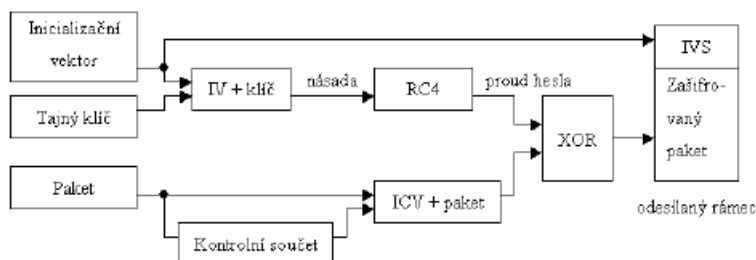 Inicializační
vektor
IVS
IV + klíč
násada
RC4
proud hesla
Zašifro-
vaný
paket
Tajný klíč
XOR
Paket
ICV + paket
odesílaný rámec
Kontrolní součet